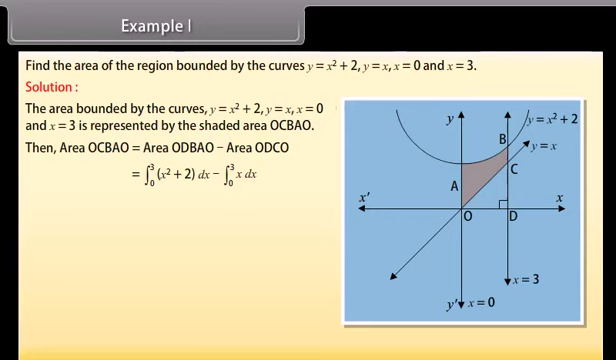 Example 1
Find the area of the region bounded by the curves y = x² + 2, y = x, x = 0 and x = 3.
Solution :
The area bounded by the curves, y = x² + 2, y = x, x = 0
and x = 3 is represented by the shaded area OCBAO.
Then, Area OCBAO = Area ODBAO − Area ODCO
= ∫₀³ (x² + 2) dx − ∫₀³ x dx
y
y = x² + 2
B
y = x
C
A
x′
x
O
D
x = 3
y′
x = 0